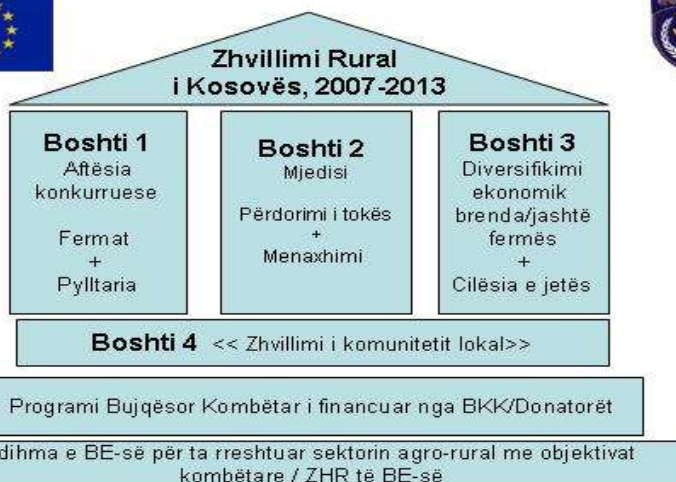 Zhvillimi Rural
i Kosovës, 2007-2013
Boshti 1
Aftësia
konkurruese
Fermat
+
Pylltaria
Boshti 2
Mjedisi
Përdorimi i tokës
+
Menaxhimi
Boshti 3
Diversifikimi
ekonomik
brenda/jashtë
fermës
+
Cilësia e jetës
Boshti 4 << Zhvillimi i komunitetit lokal>>
Programi Bujqësor Kombëtar i financuar nga BKK/Donatorët
e BE-së për ta rreshtuar sektorin agro-rural me objektivat
kombëtare / ZHR të BE-së